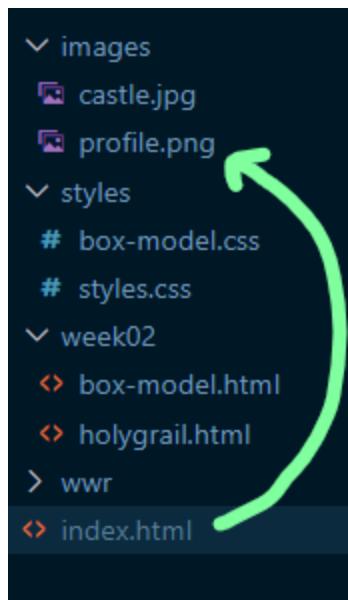 images
castle.jpg
profile.png
styles
# box-model.css
# styles.css
week02
<> box-model.html
<> holygrail.html
wwr
<> index.html